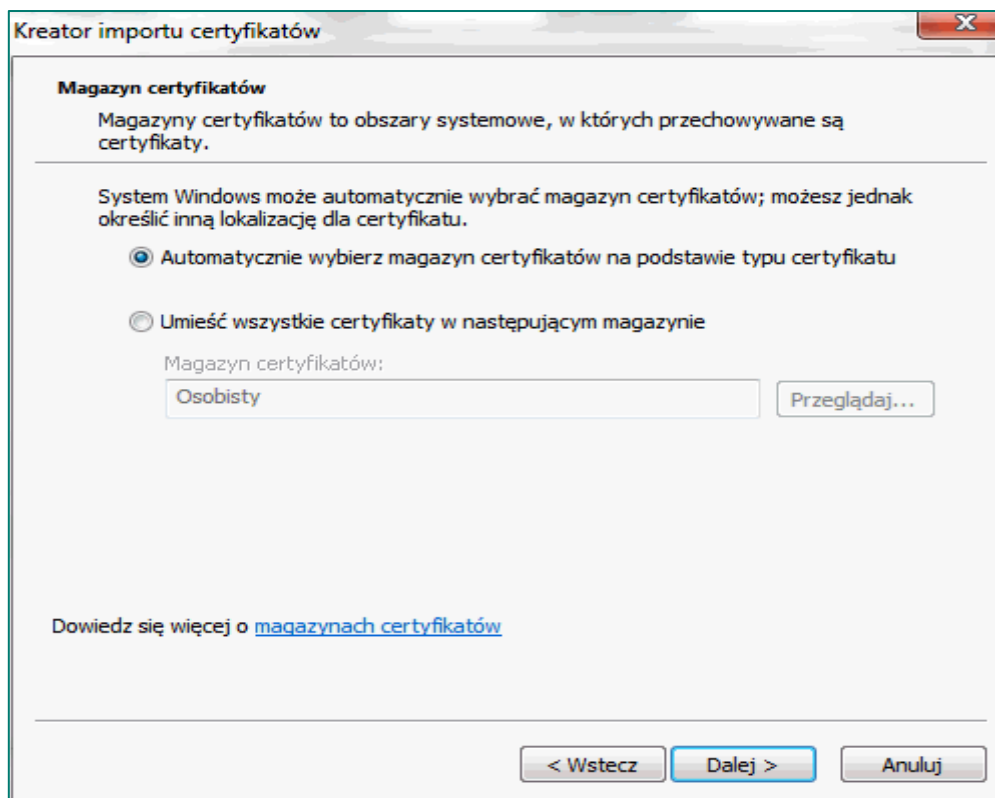 Kreator importu certyfikatów
X
Magazyn certyfikatów
Magazyny certyfikatów to obszary systemowe, w których przechowywane są
certyfikaty.
System Windows może automatycznie wybrać magazyn certyfikatów; możesz jednak
określić inną lokalizację dla certyfikatu.
Automatycznie wybierz magazyn certyfikatów na podstawie typu certyfikatu
Umieść wszystkie certyfikaty w następującym magazynie
Magazyn certyfikatów:
Osobisty
Przeglądaj...
Dowiedz się więcej o magazynach certyfikatów
< Wstecz
Dalej >
Anuluj